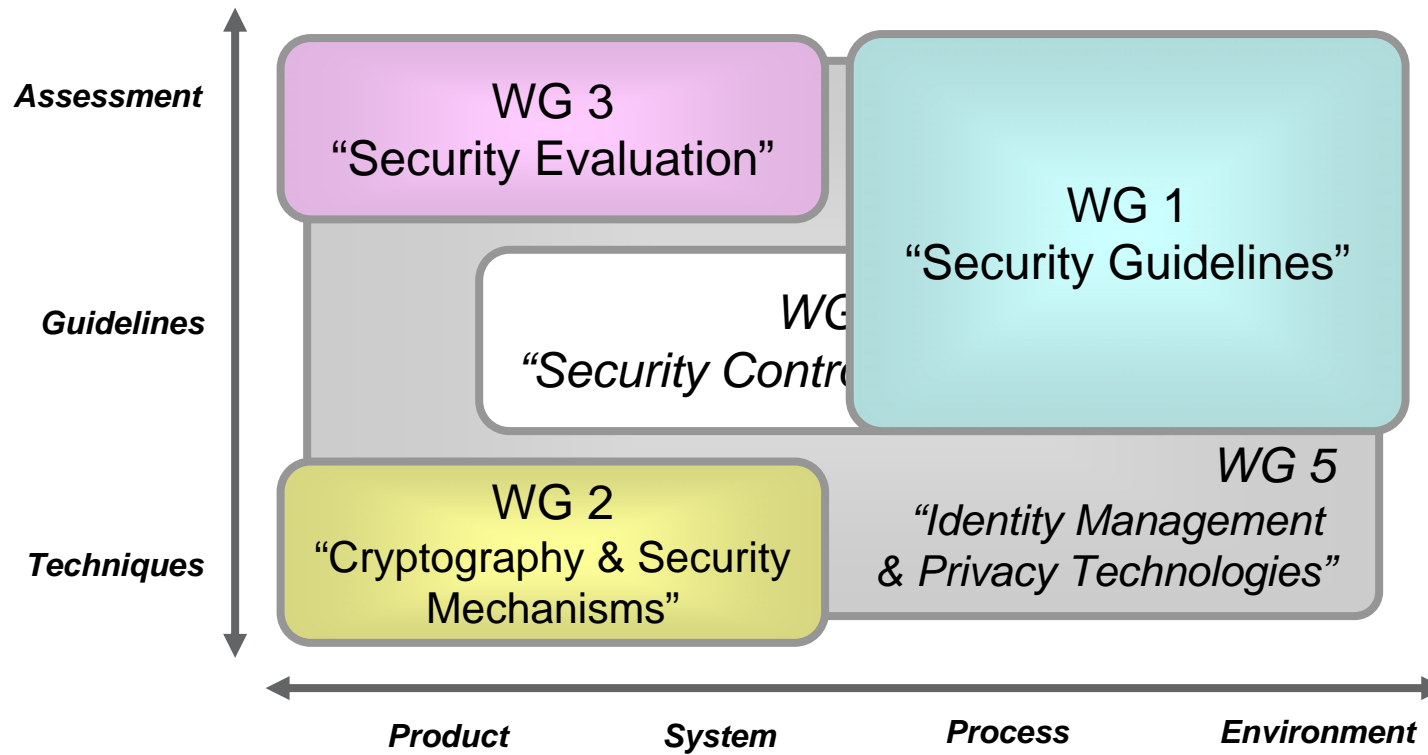 Assessment
WG 3
“Security Evaluation”
WG 1
“Security Guidelines”
Guidelines
WG
“Security Contr
WG 5
“Identity Management
& Privacy Technologies”
Techniques
WG 2
“Cryptography & Security
Mechanisms”
Product System Process Environment